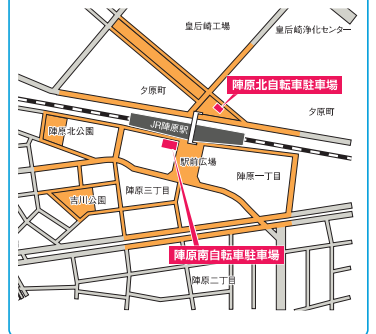 皇后崎工場
皇后崎浄化センター
陣原北自転車駐車場
夕原町
夕原町
JR陣原駅
陣原北公園
駅前広場
陣原一丁目
陣原三丁目
吉川公園
陣原南自転車駐車場
陣原二丁目